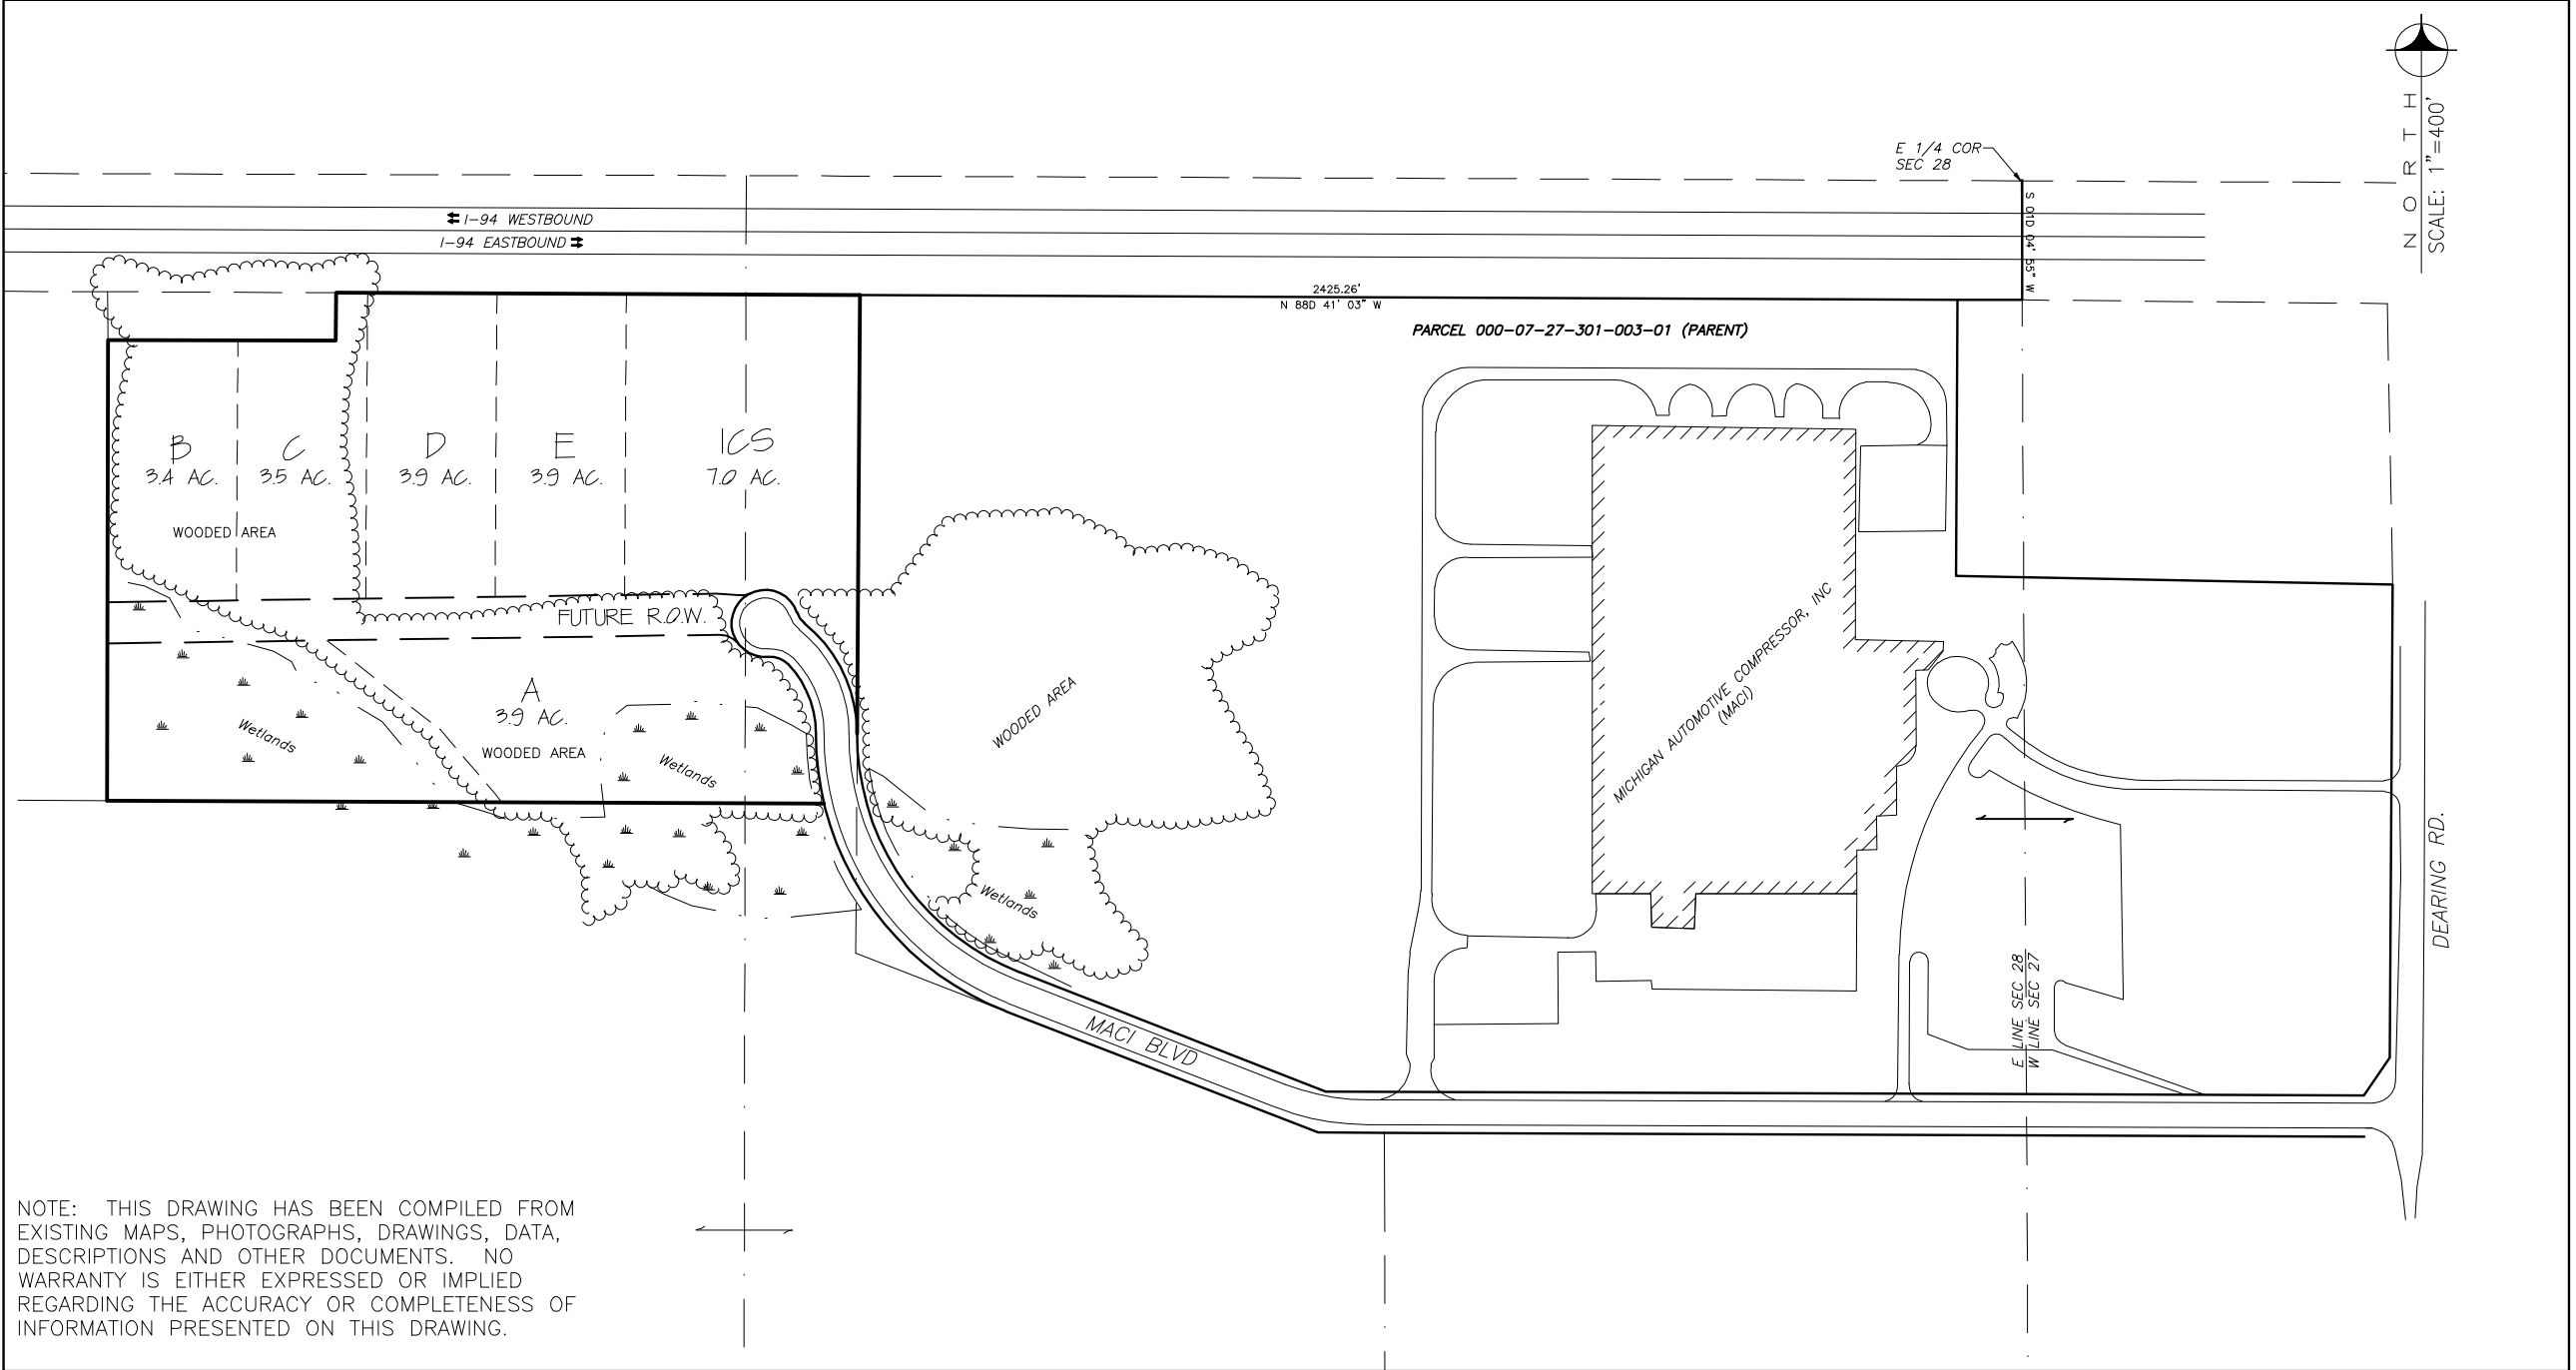 NORTH
SCALE: 1"=400'
E 1/4 COR
SEC 28
S 01D 04' 55" W
I-94 WESTBOUND
I-94 EASTBOUND
2425.26'
N 88D 41' 03" W
PARCEL 000-07-27-301-003-01 (PARENT)
B
3.4 AC.
C
3.5 AC.
D
3.9 AC.
E
3.9 AC.
ICS
7.0 AC.
WOODED AREA
FUTURE R.O.W.
A
3.9 AC.
WOODED AREA
Wetlands
Wetlands
WOODED AREA
Wetlands
MICHIGAN AUTOMOTIVE COMPRESSOR, INC
(MACI)
MACI BLVD
E LINE SEC 28
W LINE SEC 27
DEARING RD.
NOTE: THIS DRAWING HAS BEEN COMPILED FROM
EXISTING MAPS, PHOTOGRAPHS, DRAWINGS, DATA,
DESCRIPTIONS AND OTHER DOCUMENTS. NO
WARRANTY IS EITHER EXPRESSED OR IMPLIED
REGARDING THE ACCURACY OR COMPLETENESS OF
INFORMATION PRESENTED ON THIS DRAWING.